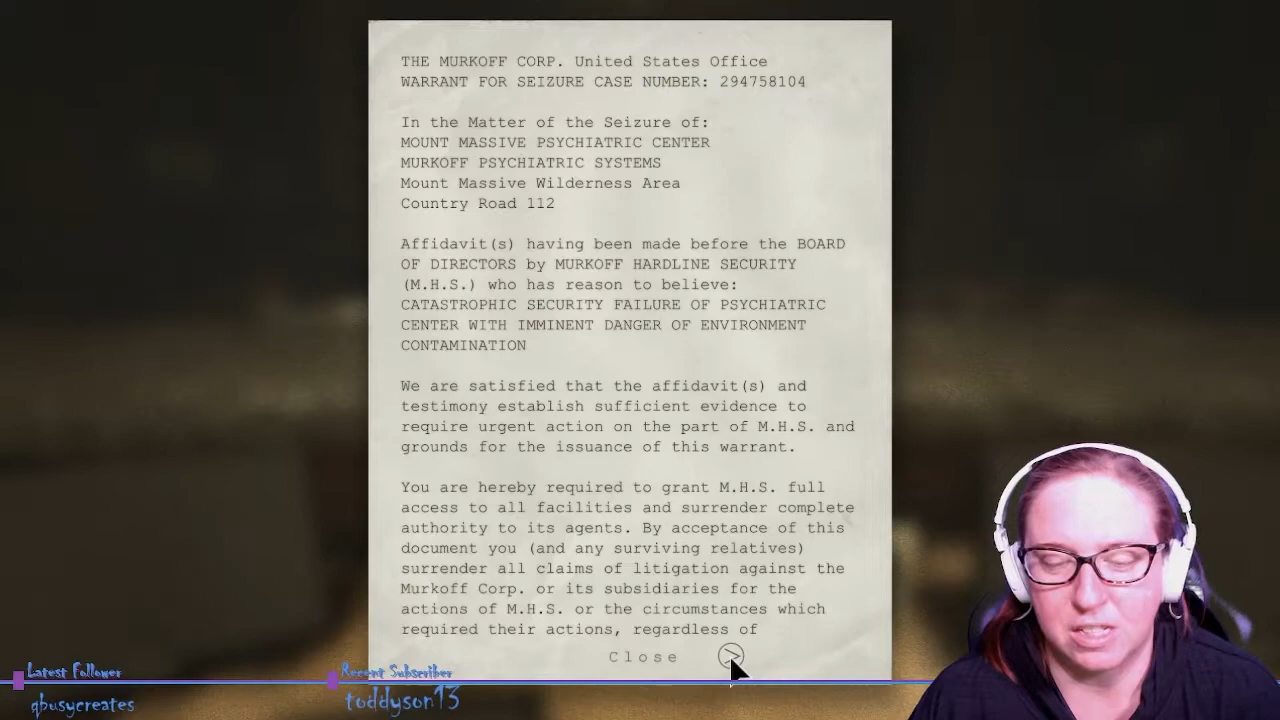 THE MURKOFF CORP. United States Office
WARRANT FOR SEIZURE CASE NUMBER: 294758104
In the Matter of the Seizure of:
MOUNT MASSIVE PSYCHIATRIC CENTER
MURKOFF PSYCHIATRIC SYSTEMS
Mount Massive Wilderness Area
Country Road 112
Affidavit(s) having been made before the BOARD
OF DIRECTORS by MURKOFF HARDLINE SECURITY
(M.H.S.) who has reason to believe:
CATASTROPHIC SECURITY FAILURE OF PSYCHIATRIC
CENTER WITH IMMINENT DANGER OF ENVIRONMENT
CONTAMINATION
We are satisfied that the affidavit(s) and
testimony establish sufficient evidence to
require urgent action on the part of M.H.S. and
grounds for the issuance of this warrant.
You are hereby required to grant M.H.S. full
access to all facilities and surrender complete
authority to its agents. By acceptance of this
document you (and any surviving relatives)
surrender all claims of litigation against the
Murkoff Corp. or its subsidiaries for the
actions of M.H.S. or the circumstances which
required their actions, regardless of
Close >
Latest Follower
qbusycreates
Recent Subscriber
toddyson13